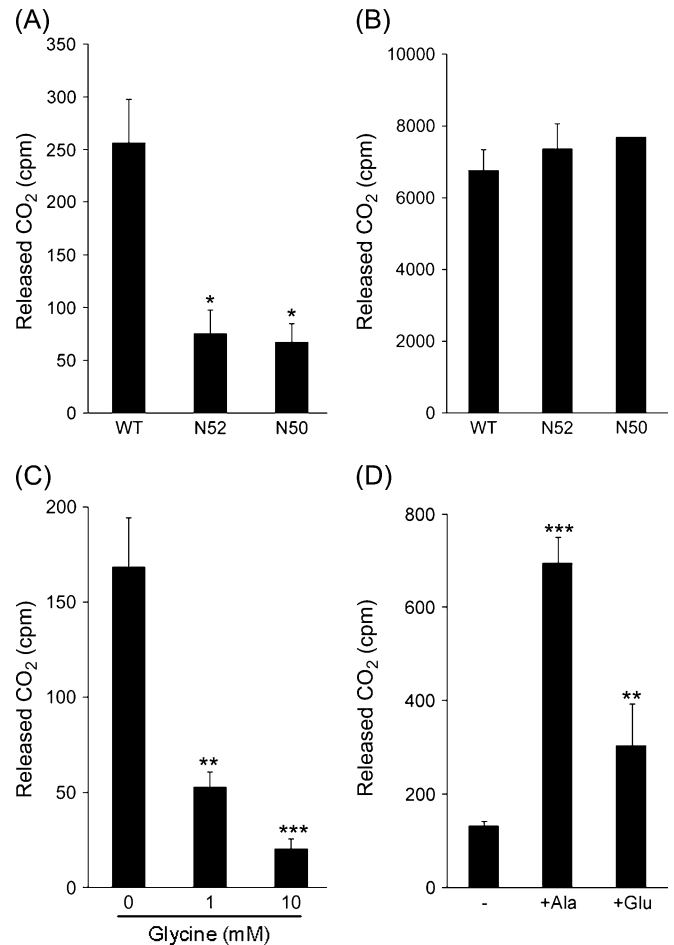 (A)
350
300
250
200
150
100
50
0
Released CO2 (cpm)
*
*
WT N52 N50
(B)
10000
8000
6000
4000
2000
0
Released CO2 (cpm)
WT N52 N50
(C)
200
150
100
50
0
Released CO2 (cpm)
**
***
0 1 10
Glycine (mM)
(D)
800
600
400
200
0
Released CO2 (cpm)
***
**
- +Ala +Glu